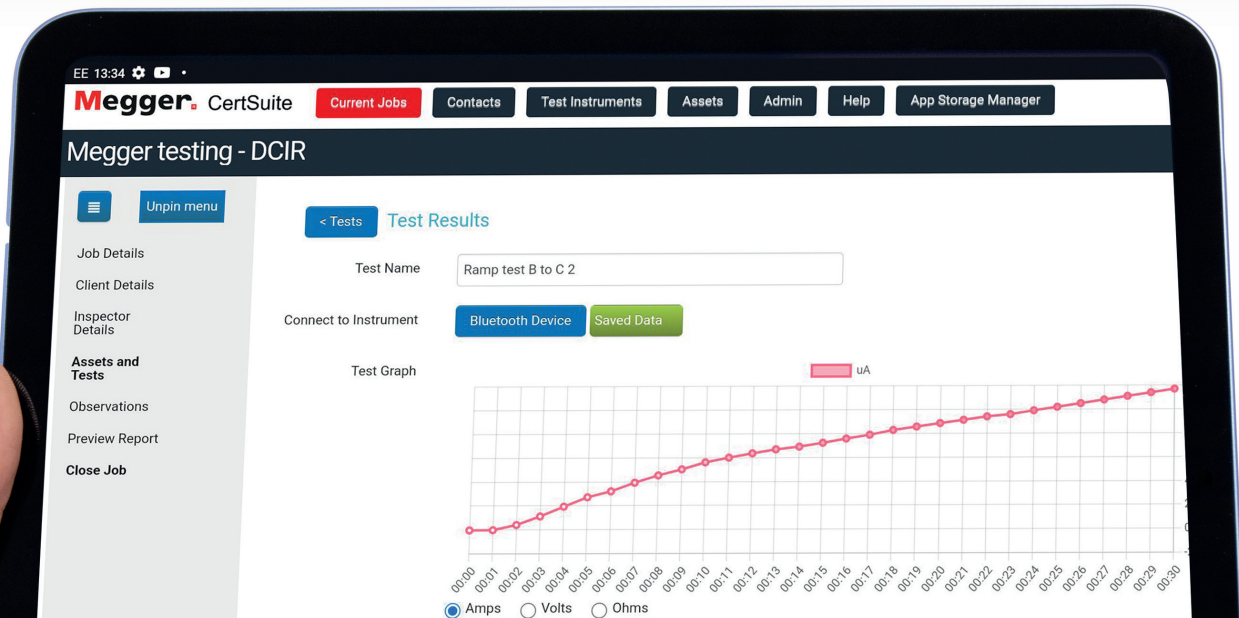 EE 13:34
Megger. CertSuite
Current Jobs
Contacts
Test Instruments
Assets
Admin
Help
App Storage Manager
Megger testing - DCIR
Unpin menu
Job Details
Client Details
Inspector
Details
Assets and
Tests
Observations
Preview Report
Close Job
< Tests
Test Results
Test Name
Ramp test B to C 2
Connect to Instrument
Bluetooth Device
Saved Data
Test Graph
uA
00:00
00:01
00:02
00:03
00:04
00:05
00:06
00:07
00:08
00:09
00:10
00:11
00:12
00:13
00:14
00:15
00:16
00:17
00:18
00:19
00:20
00:21
00:22
00:23
00:24
00:25
00:26
00:27
00:28
00:29
00:30
Amps
Volts
Ohms